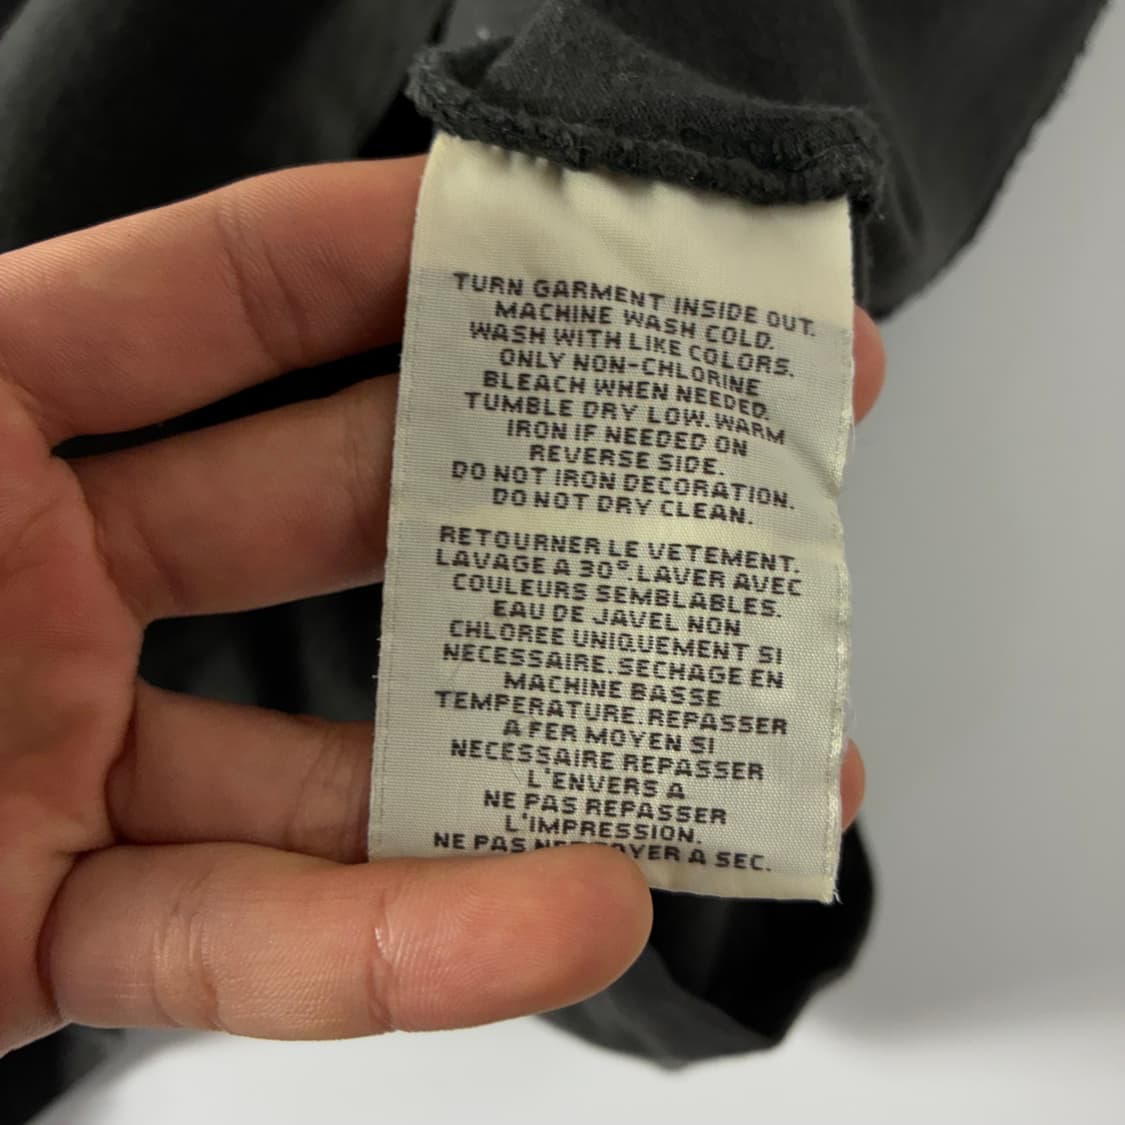 TURN GARMENT INSIDE OUT.
MACHINE WASH COLD.
WASH WITH LIKE COLORS.
ONLY NON-CHLORINE
BLEACH WHEN NEEDED.
TUMBLE DRY LOW. WARM
IRON IF NEEDED ON
REVERSE SIDE.
DO NOT IRON DECORATION.
DO NOT DRY CLEAN.
RETOURNER LE VETEMENT.
LAVAGE A 30°. LAVER AVEC
COULEURS SEMBLABLES.
EAU DE JAVEL NON
CHLOREE UNIQUEMENT SI
NECESSAIRE. SECHAGE EN
MACHINE BASSE
TEMPERATURE. REPASSER
A FER MOYEN SI
NECESSAIRE REPASSER
L'ENVERS A
NE PAS REPASSER
L'IMPRESSION.
NE PAS A SEC.